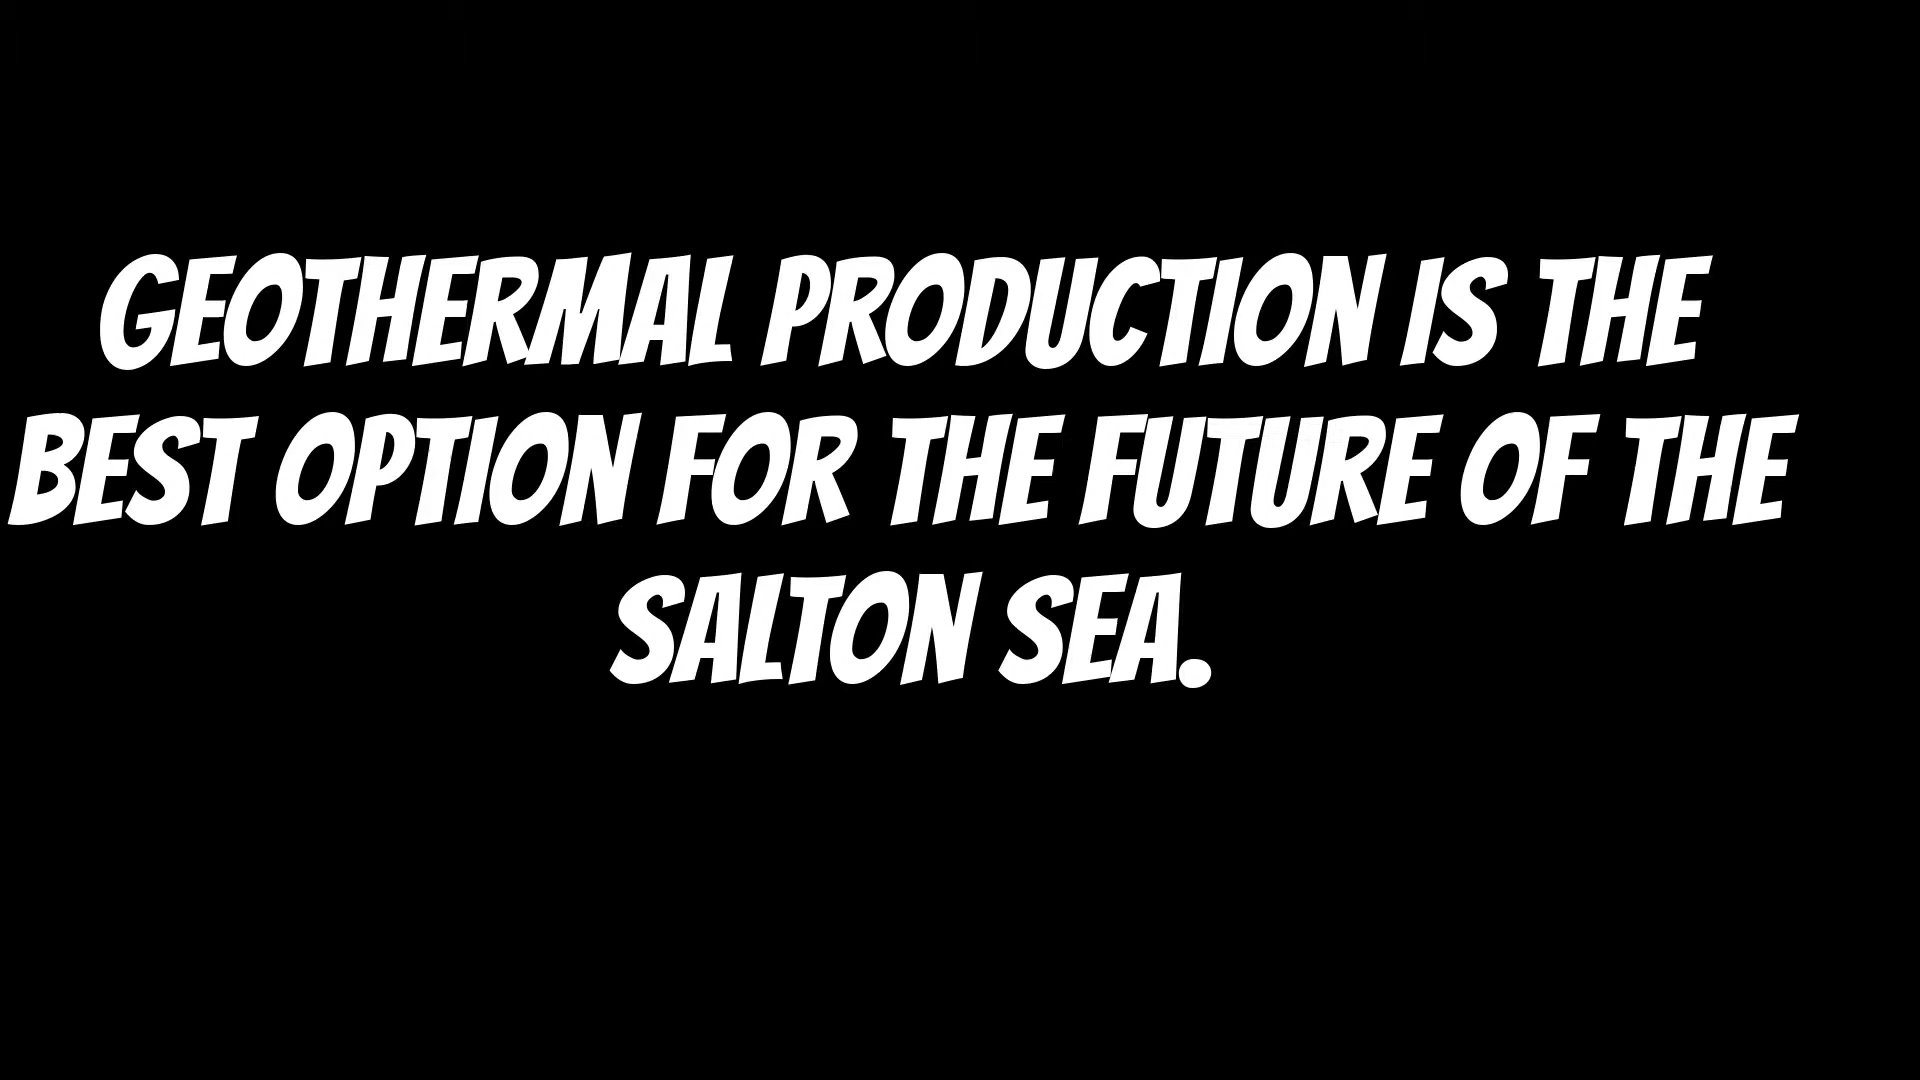 GEOTHERMAL PRODUCTION IS THE
BEST OPTION FOR THE FUTURE OF THE
SALTON SEA.